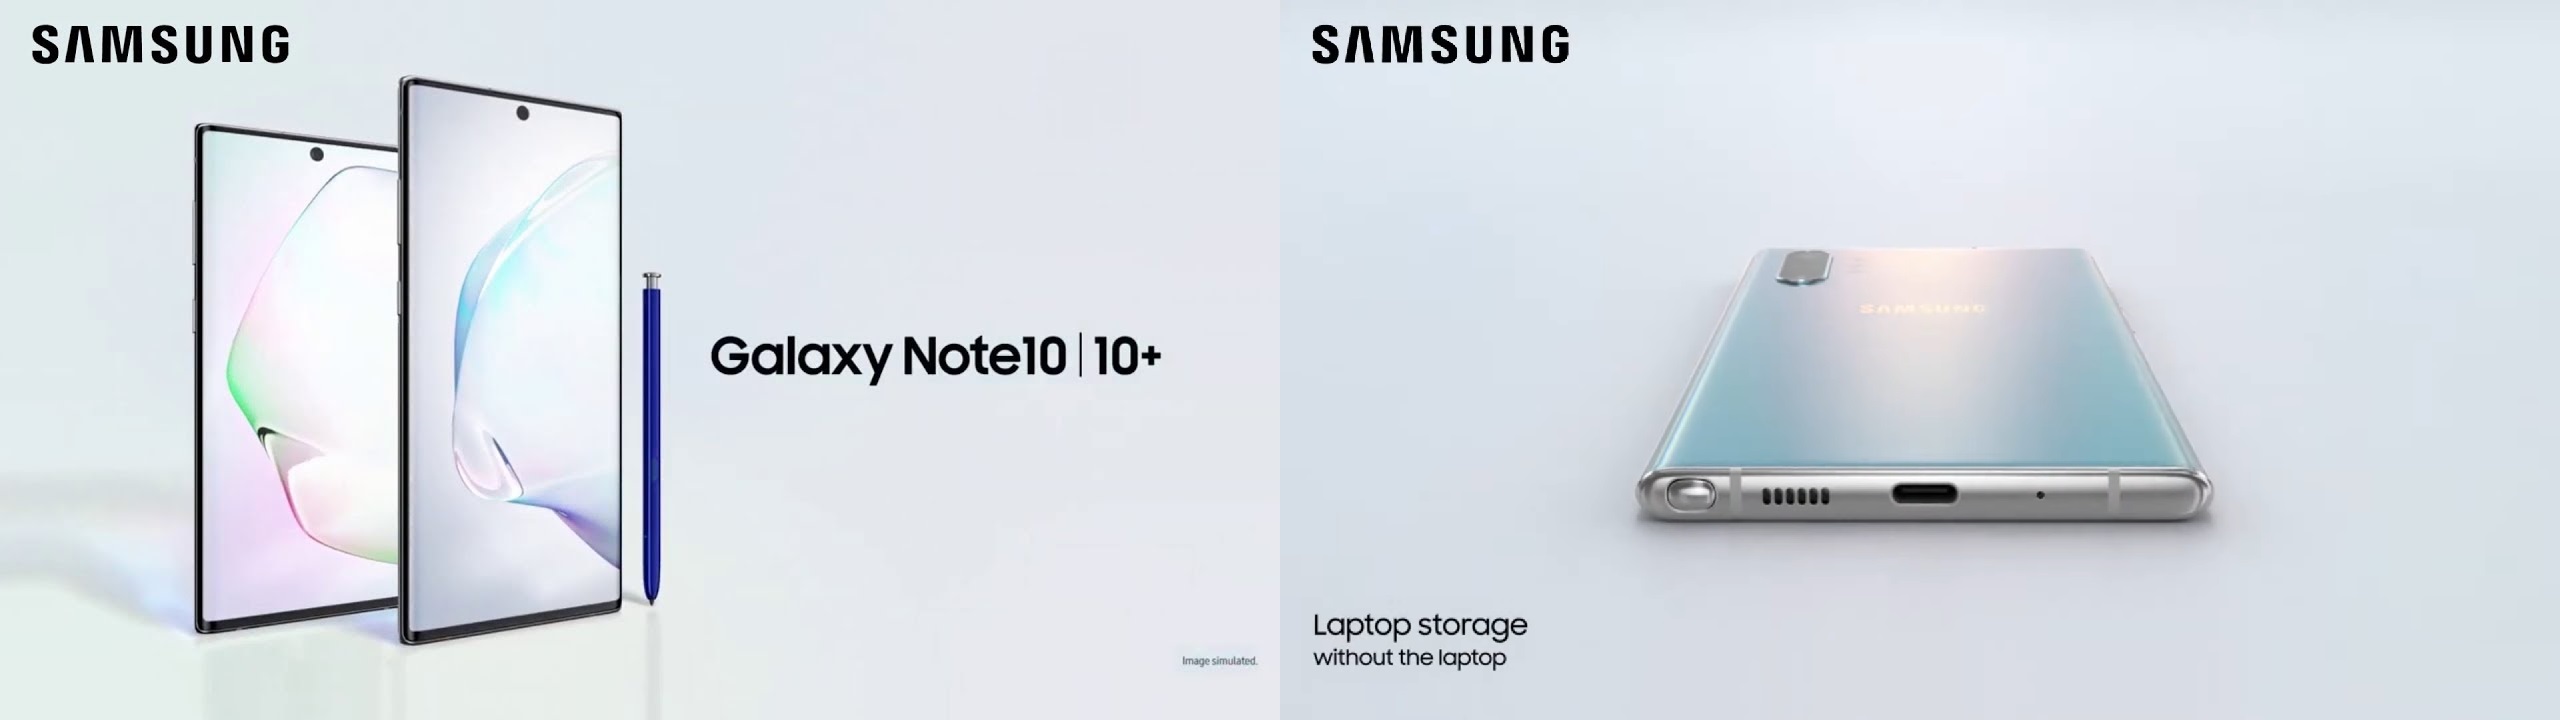 SAMSUNG
Galaxy Note10 | 10+
Image simulated.
SAMSUNG
SAMSUNG
Laptop storage
without the laptop